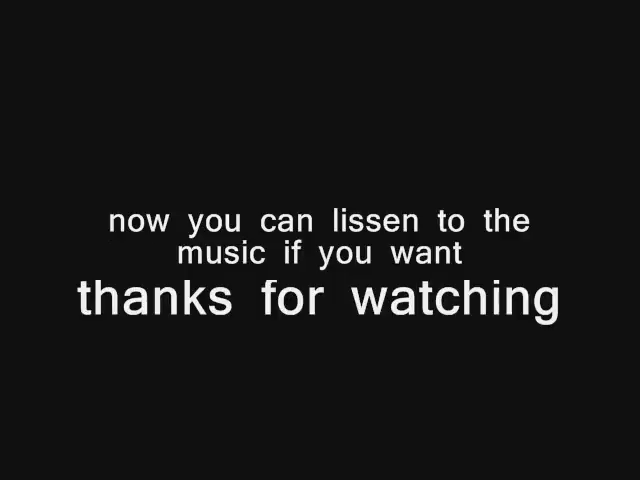 now you can lissen to the
music if you want
thanks for watching